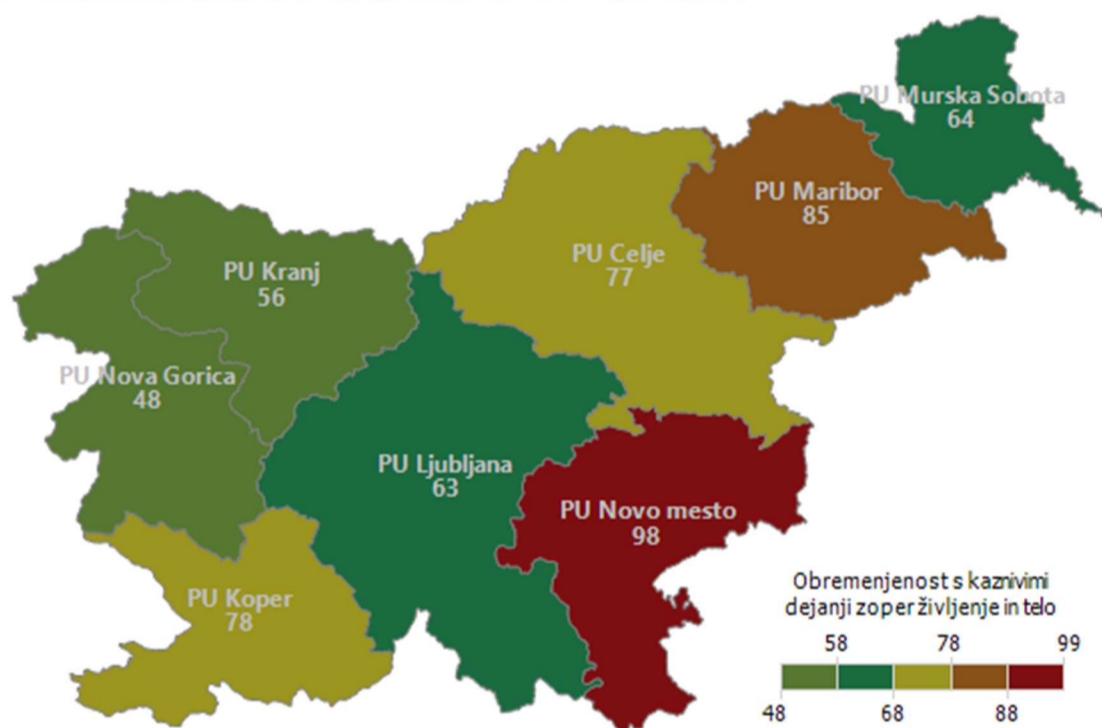 PU Murska Sobota
64
PU Maribor
85
PU Celje
77
PU Kranj
56
PU Nova Gorica
48
PU Ljubljana
63
PU Novo mesto
98
PU Koper
78
Obremenjenost s kaznivimi
dejanji zoper življenje in telo
58 78 99
48 68 88